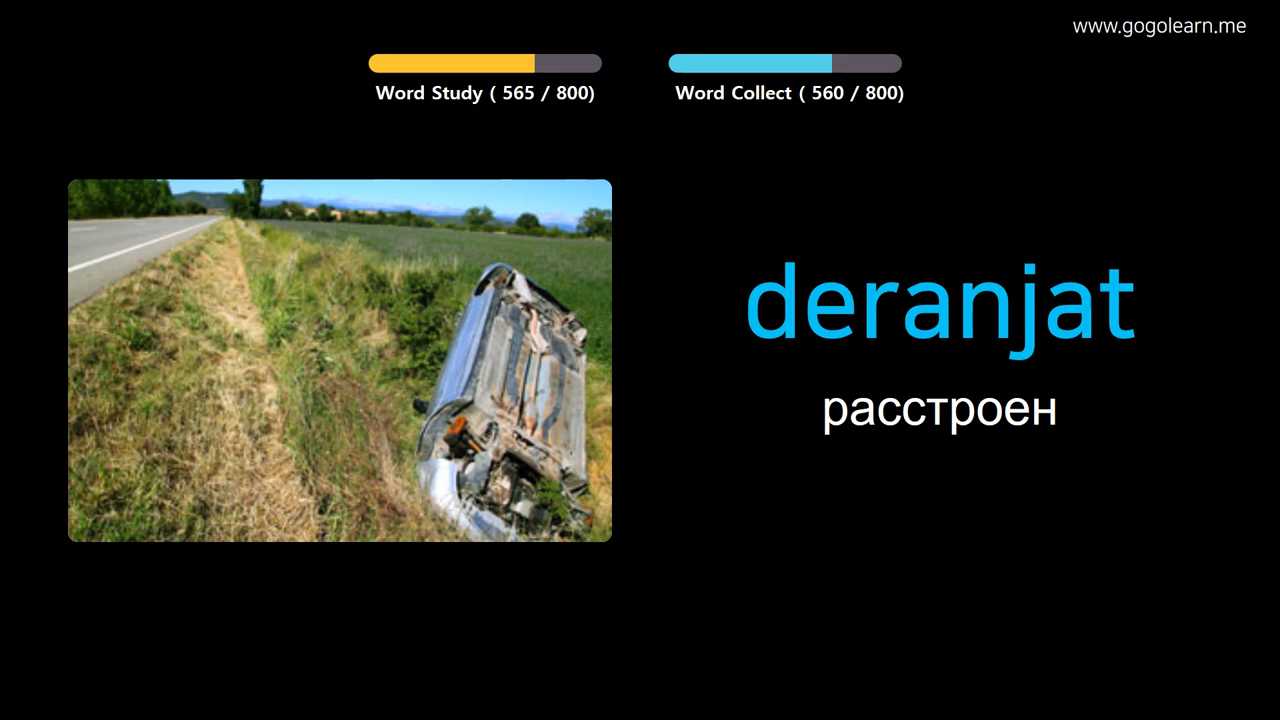 www.gogolearn.me
Word Study ( 565 / 800)
Word Collect ( 560 / 800)
deranjat
расстроен